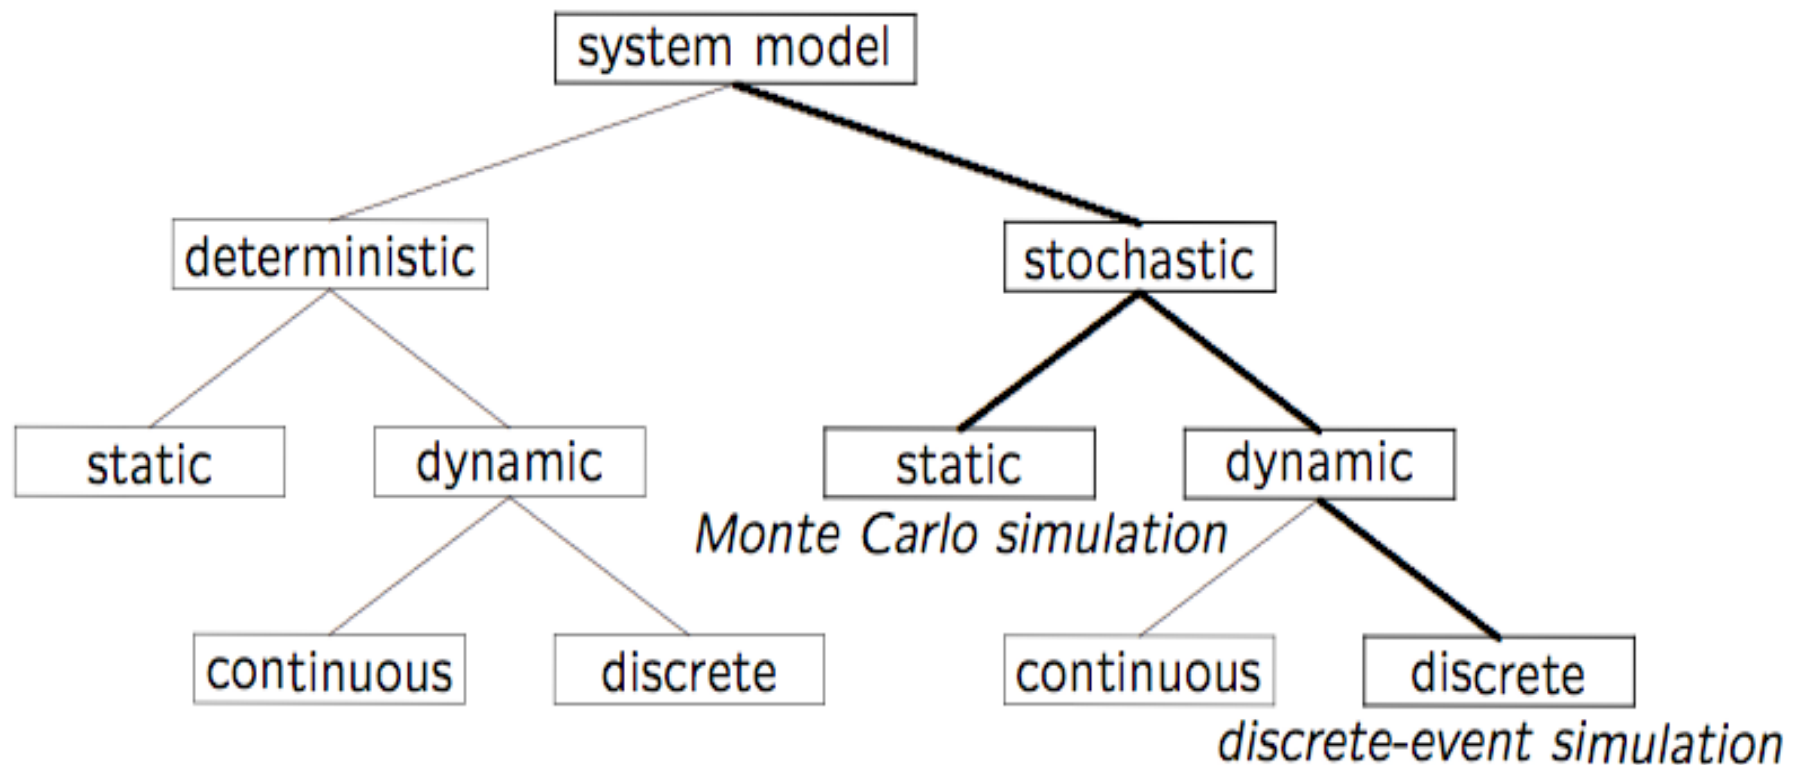 system model
deterministic
stochastic
static
dynamic
static
dynamic
Monte Carlo simulation
continuous
discrete
continuous
discrete
discrete-event simulation